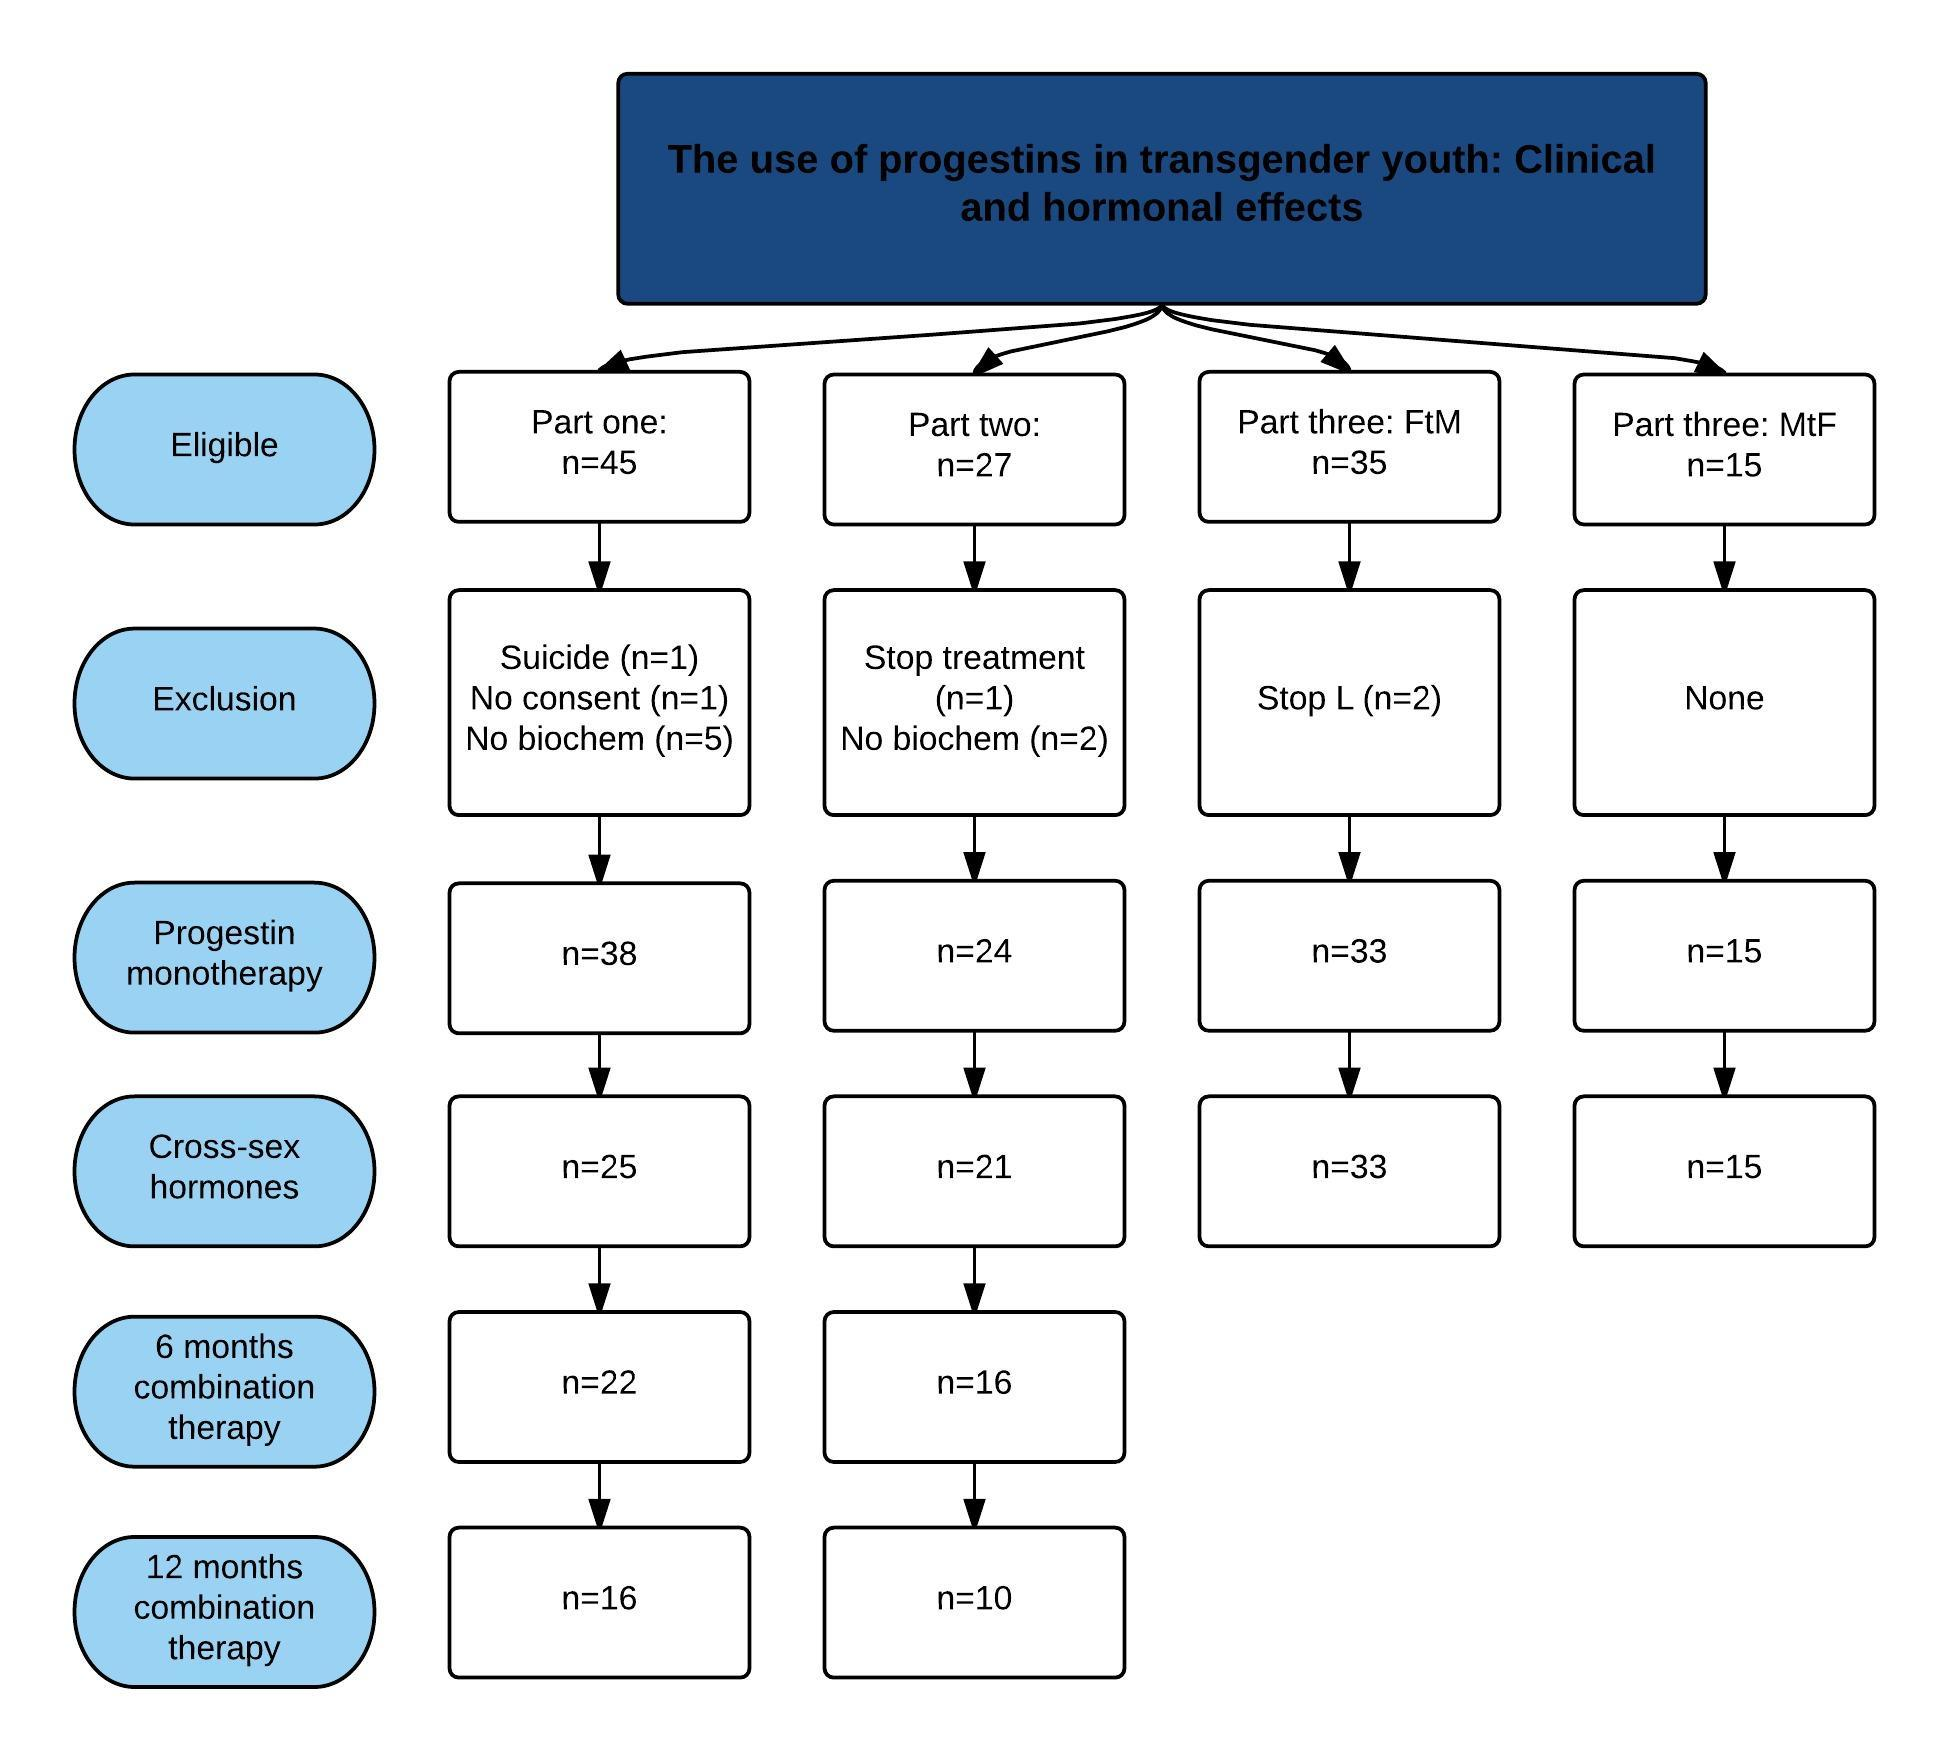 The use of progestins in transgender youth: Clinical
and hormonal effects
Eligible
Part one:
n=45
Part two:
n=27
Part three: FtM
n=35
Part three: MtF
n=15
Exclusion
Suicide (n=1)
No consent (n=1)
No biochem (n=5)
Stop treatment
(n=1)
No biochem (n=2)
Stop L (n=2)
None
Progestin
monotherapy
n=38
n=24
n=33
n=15
Cross-sex
hormones
n=25
n=21
n=33
n=15
6 months
combination
therapy
n=22
n=16
12 months
combination
therapy
n=16
n=10